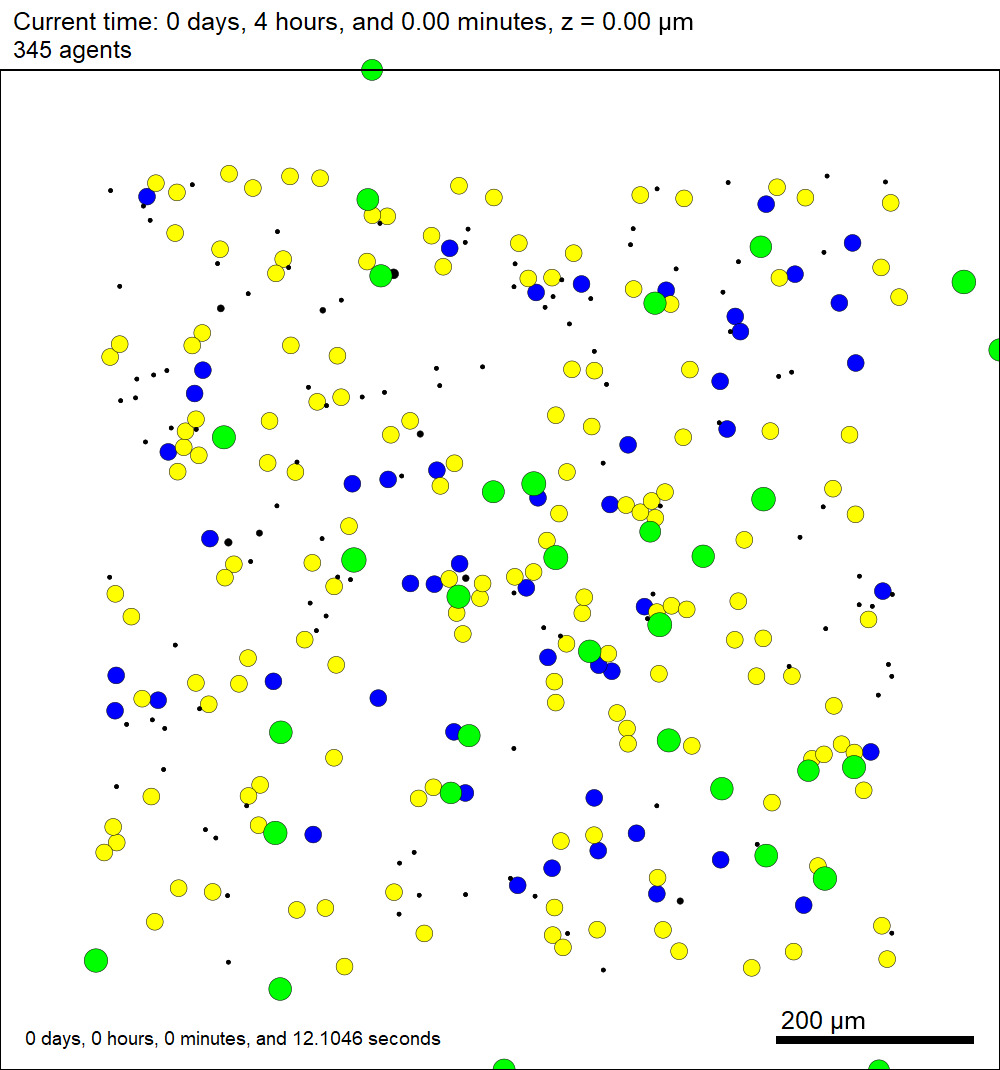 Current time: 0 days, 4 hours, and 0.00 minutes, z = 0.00 μm
345 agents
200 μm
0 days, 0 hours, 0 minutes, and 12.1046 seconds